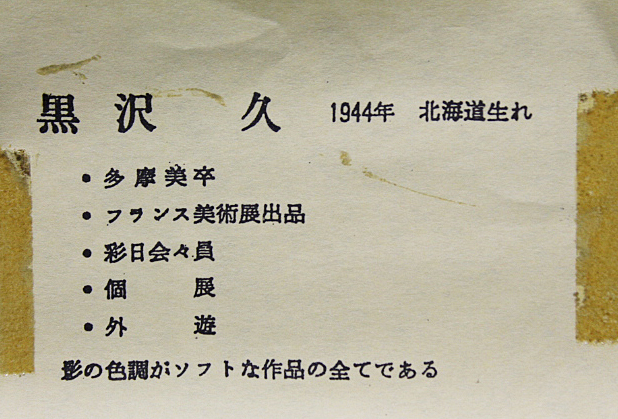 黒沢 久 1944年 北海道生れ
• 多摩美卒
• フランス美術展出品
• 彩日会々員
• 個 展
• 外 遊
影の色調がソフトな作品の全てである